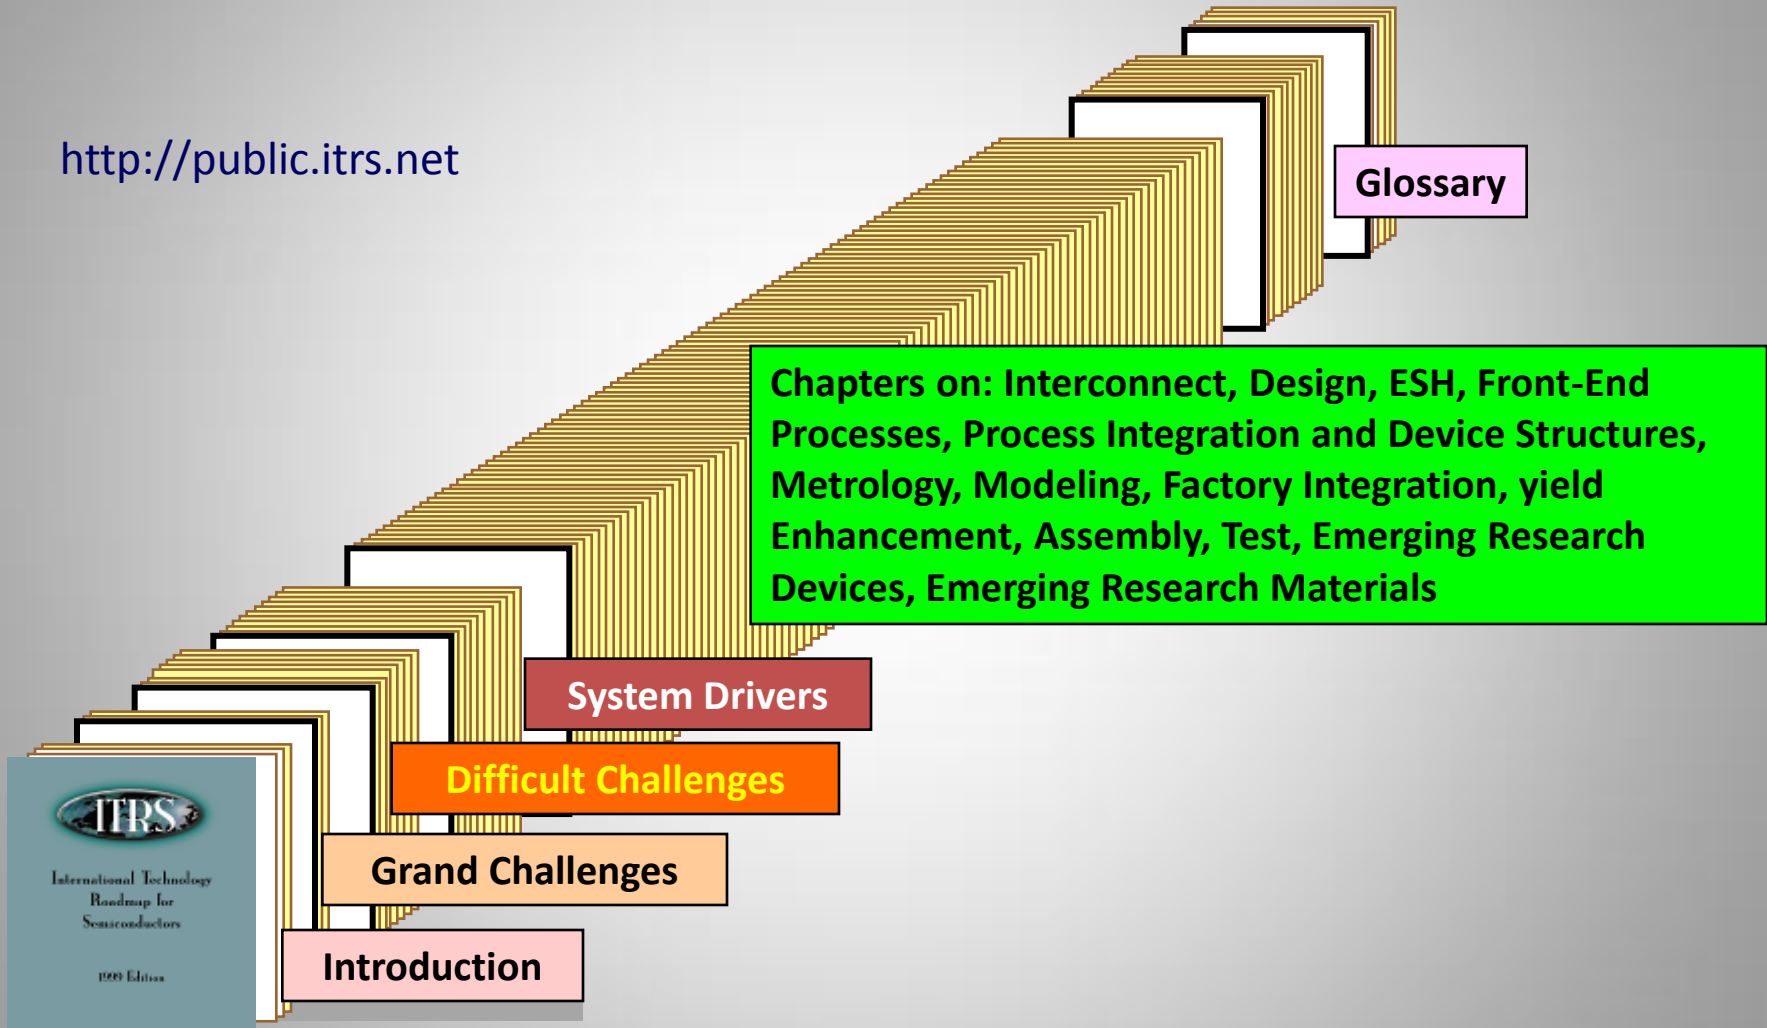 http://public.itrs.net
Glossary
Chapters on: Interconnect, Design, ESH, Front-End
Processes, Process Integration and Device Structures,
Metrology, Modeling, Factory Integration, yield
Enhancement, Assembly, Test, Emerging Research
Devices, Emerging Research Materials
System Drivers
Difficult Challenges
Grand Challenges
Introduction
ITRS
International Technology
Roadmap for
Semiconductors
1999 Edition